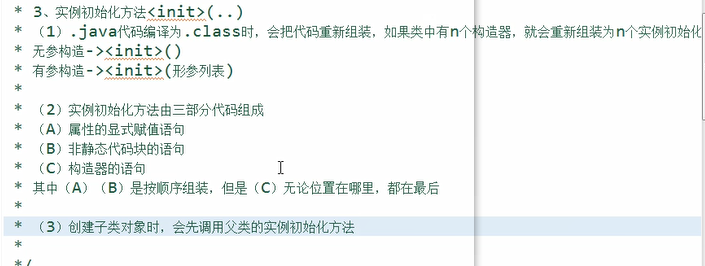 * 3、实例初始化方法<init>(..)
* （1）.java代码编译为.class时，会把代码重新组装，如果类中有n个构造器，就会重新组装为n个实例初始化
* 无参构造-><init>()
* 有参构造-><init>(形参列表)
*
* （2）实例初始化方法由三部分代码组成
* （A）属性的显式赋值语句
* （B）非静态代码块的语句
* （C）构造器的语句
* 其中（A）（B）是按顺序组装，但是（C）无论位置在哪里，都在最后
*
* （3）创建子类对象时，会先调用父类的实例初始化方法
*
*/